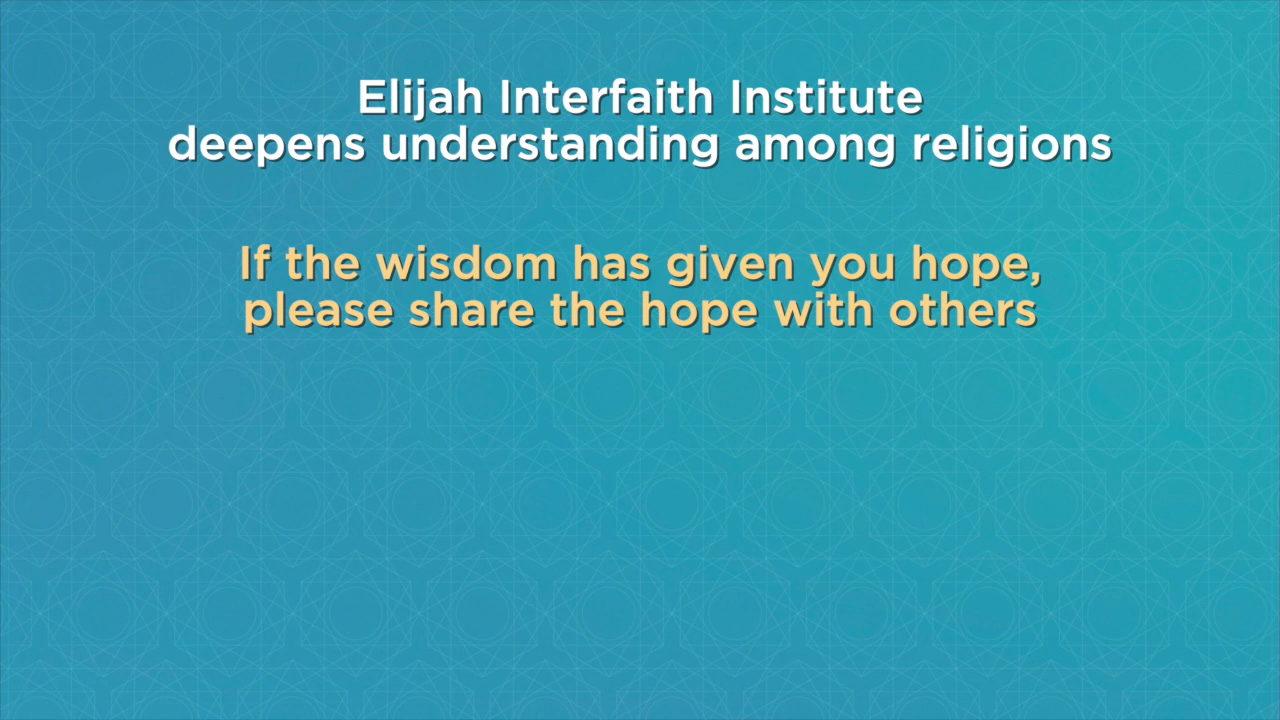 Elijah Interfaith Institute
deepens understanding among religions
If the wisdom has given you hope,
please share the hope with others